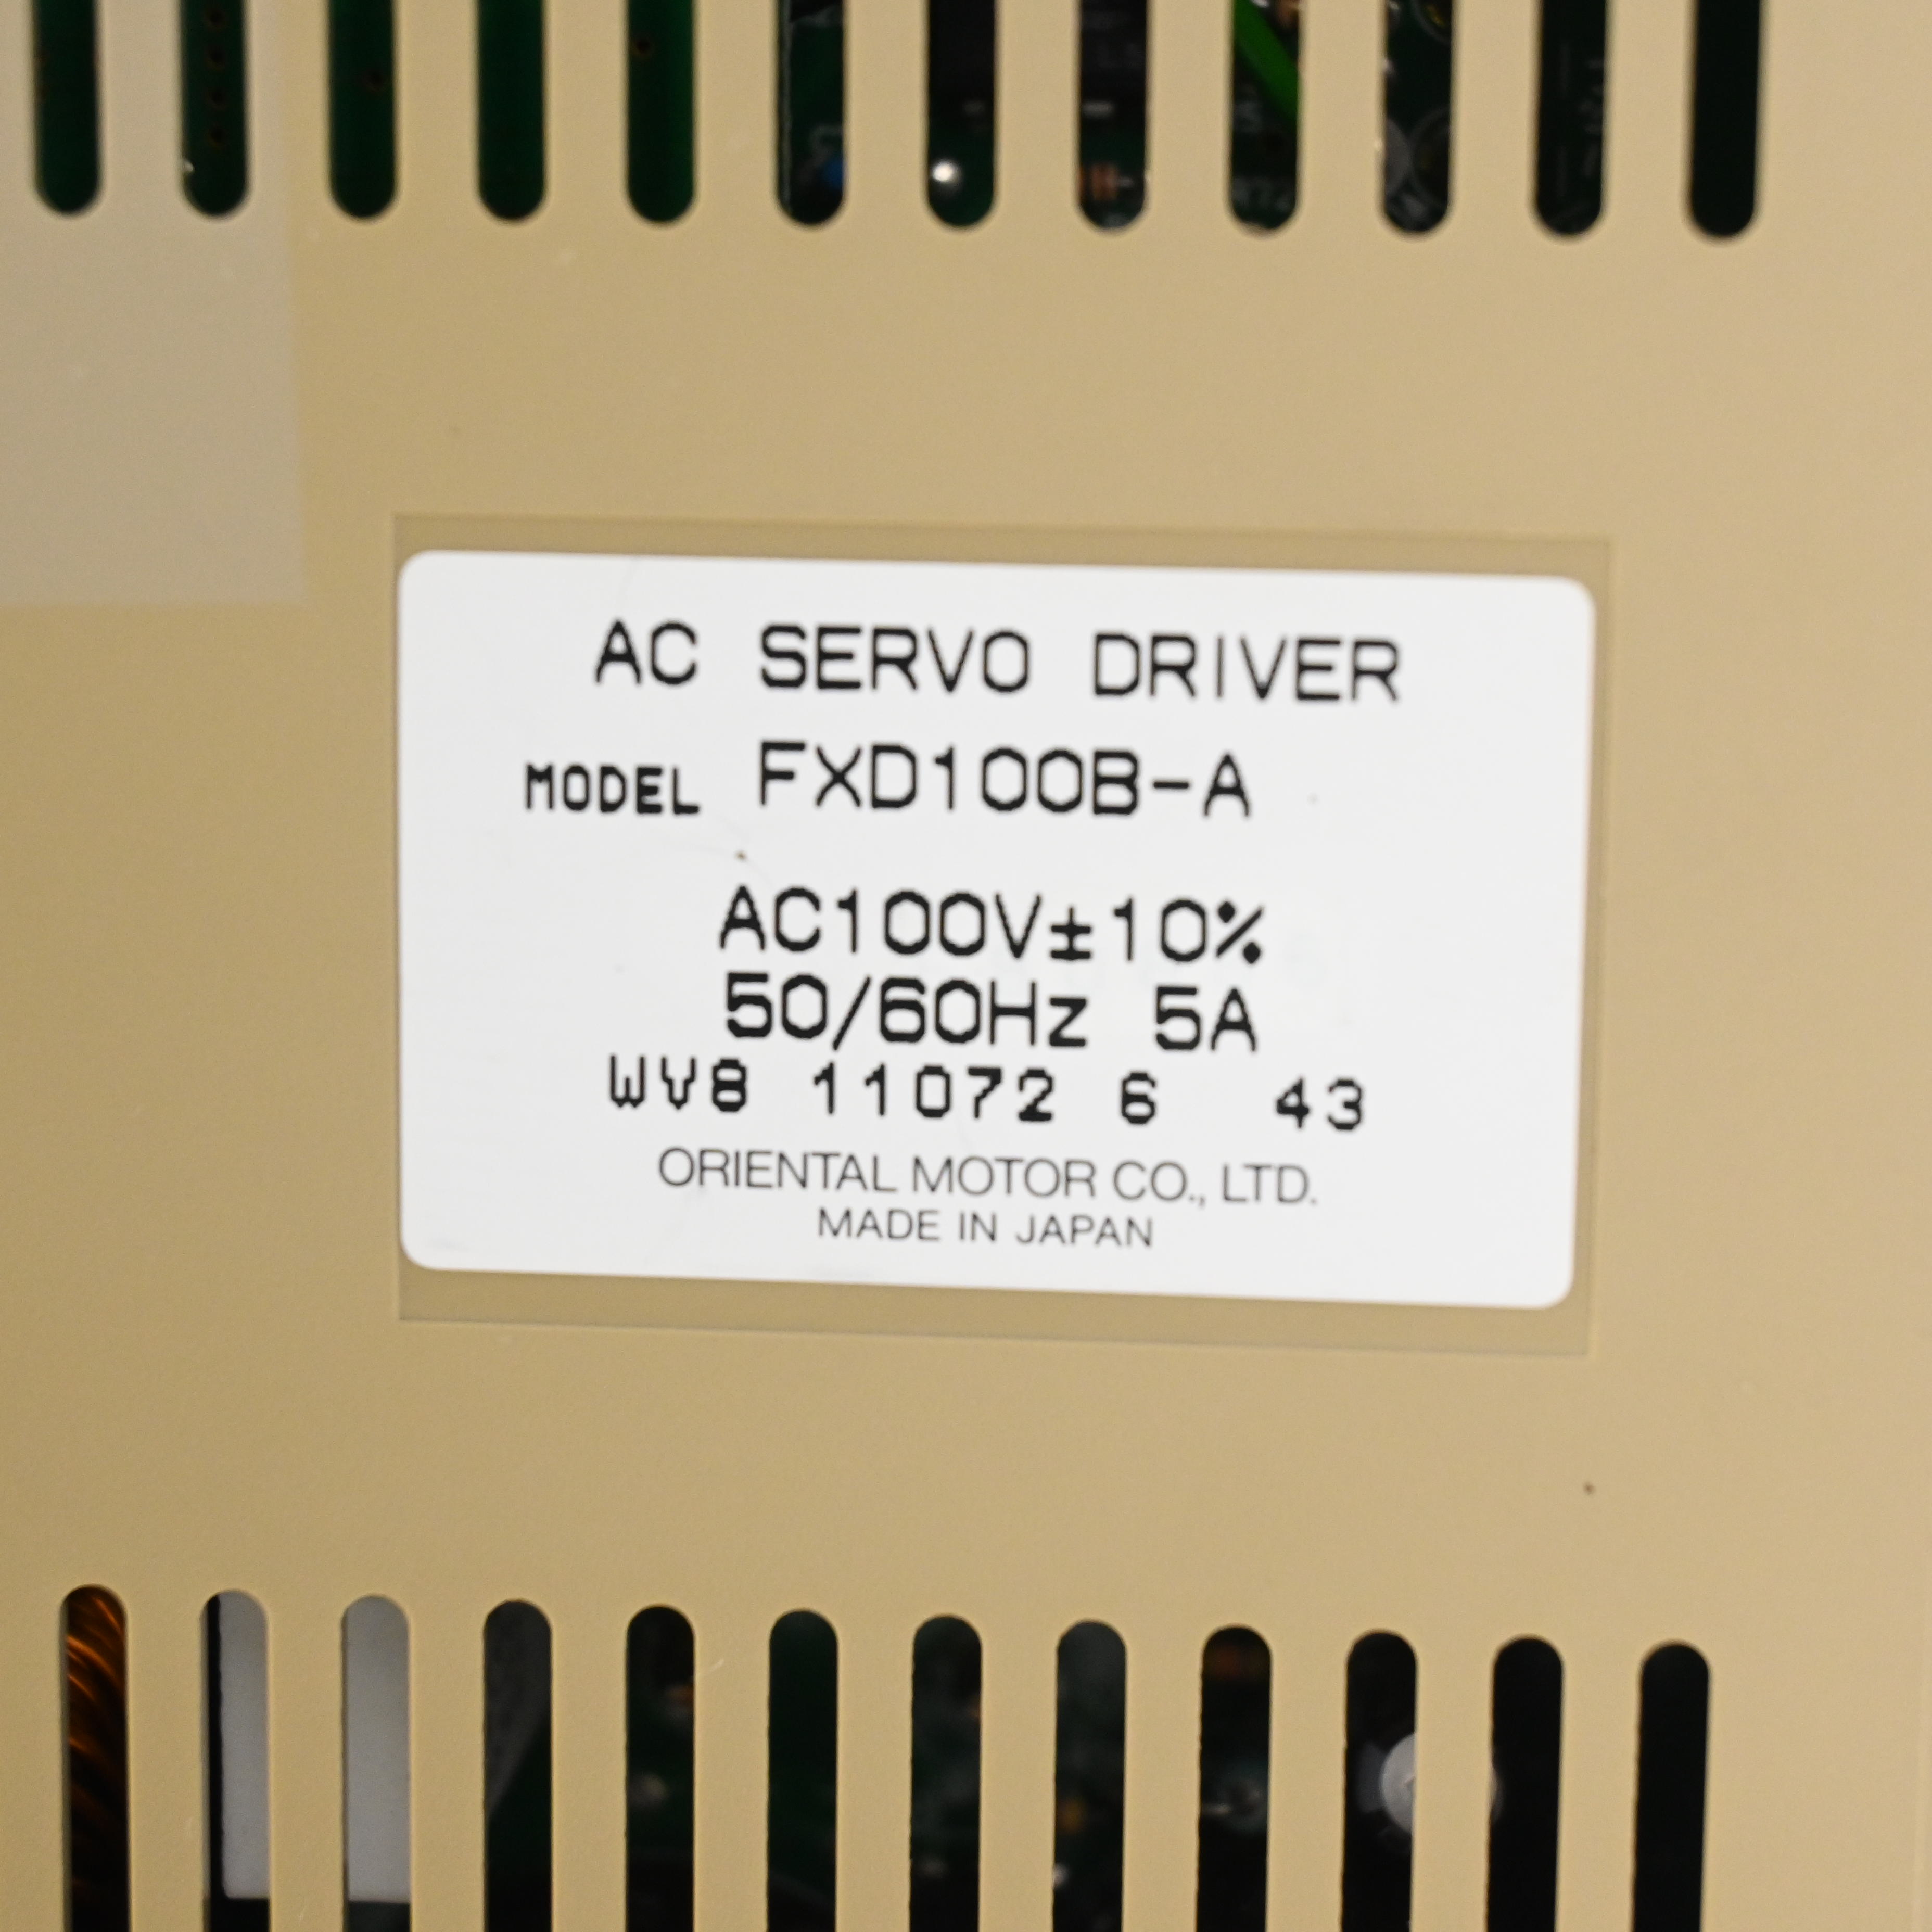 AC SERVO DRIVER
MODEL FXD100B-A
AC100V±10%
50/60Hz 5A
WV8 11072 6 43
ORIENTAL MOTOR CO., LTD.
MADE IN JAPAN